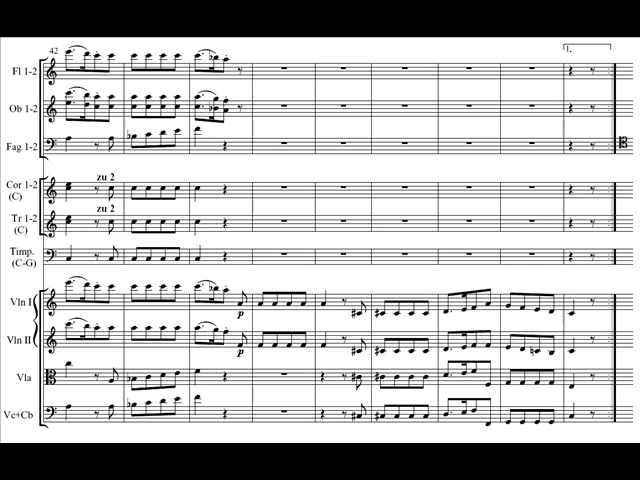 42
1.
Fl 1-2
Ob 1-2
Fag 1-2
zu 2
Cor 1-2
(C)
zu 2
Tr 1-2
(C)
Timp.
(C-G)
Vln I
p
Vln II
p
Vla
Vc+Cb